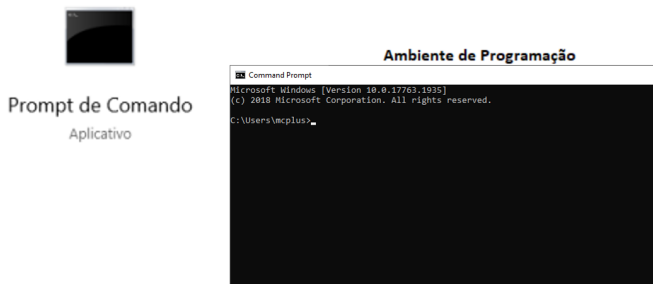 Prompt de Comando
Aplicativo
Ambiente de Programação
Command Prompt
Microsoft Windows [Version 10.0.17763.1935]
(c) 2018 Microsoft Corporation. All rights reserved.
C:\Users\mcplus>_